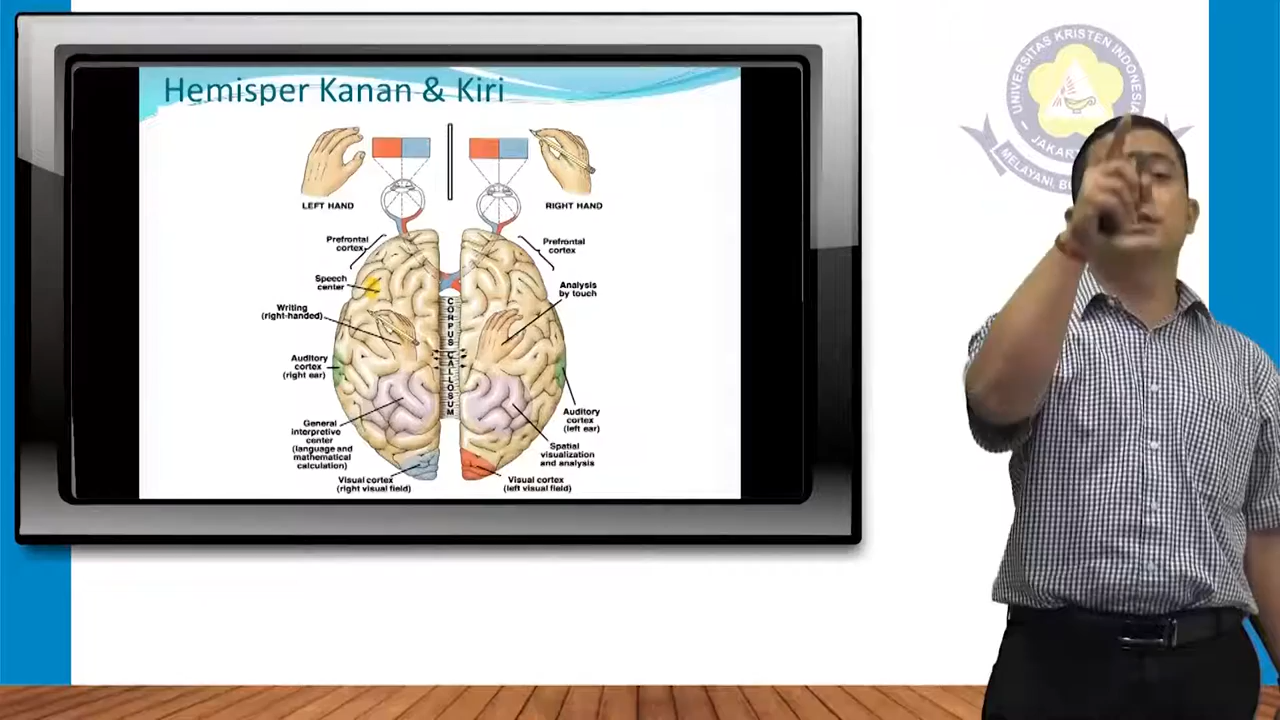 Hemisper Kanan & Kiri
UNIVERSITAS KRISTEN INDONESIA
LEFT HAND
RIGHT HAND
Prefrontal
cortex
Prefrontal
cortex
Speech
center
Analysis
by touch
Writing
(right-handed)
CORPUS CALLOSUM
Auditory
cortex
(right ear)
Auditory
cortex
(left ear)
General
interpretive
center
(language and
mathematical
calculation)
Spatial
visualization
and analysis
Visual cortex
(right visual field)
Visual cortex
(left visual field)
MELAYANI,